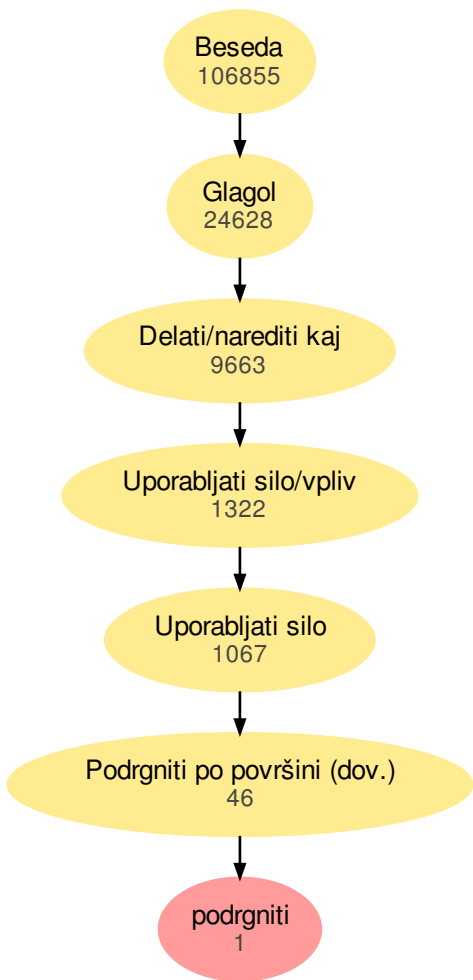 Beseda
106855
Glagol
24628
Delati/narediti kaj
9663
Uporabljati silo/vpliv
1322
Uporabljati silo
1067
Podrgniti po površini (dov.)
46
podrgniti
1